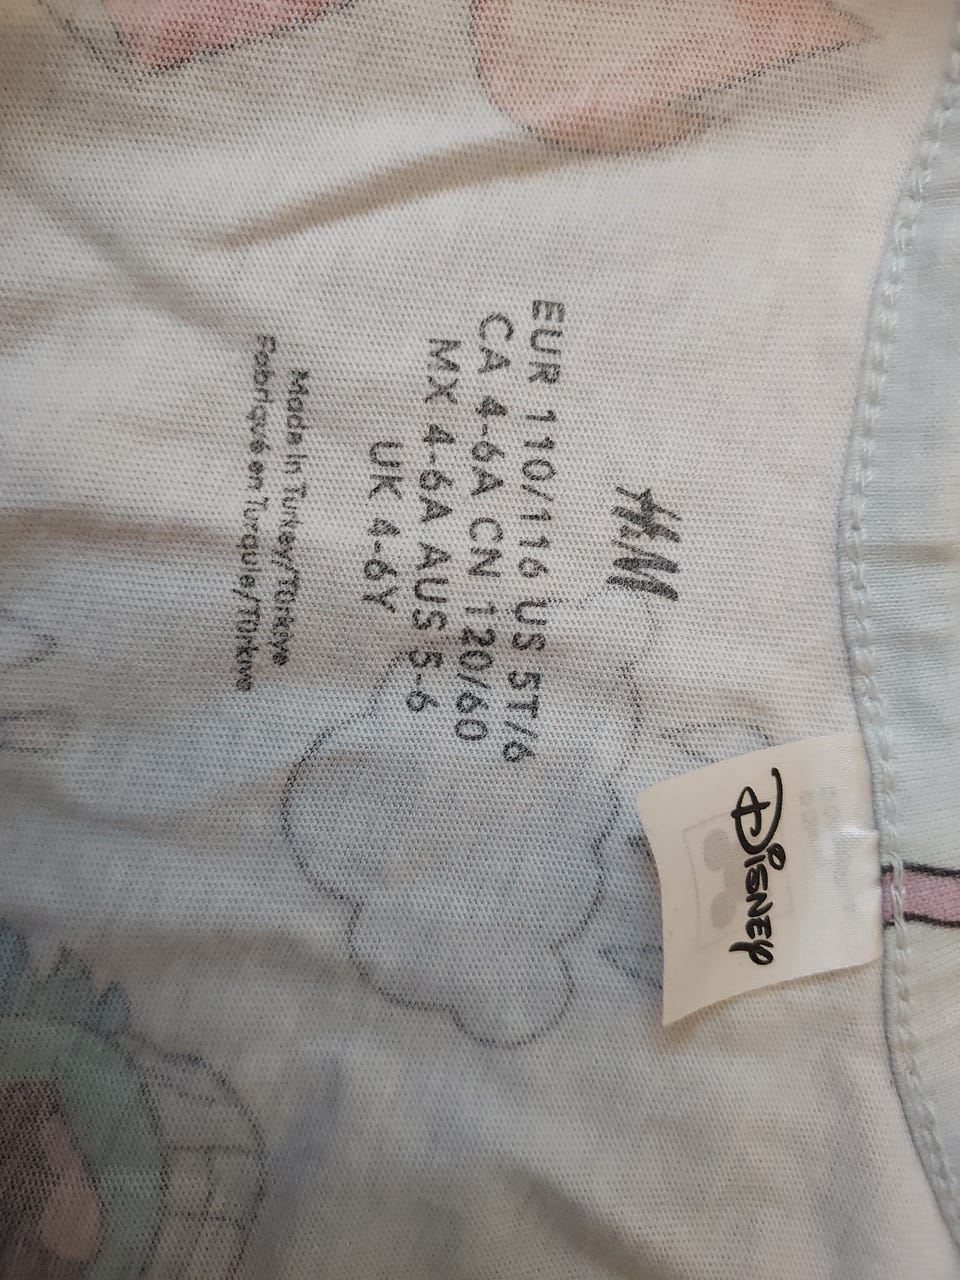 H&M
EUR 110/116 US 5T/6
CA 4-6A CN 120/60
MX 4-6A AUS 5-6
UK 4-6Y
Made in Turkey/Türkiye
Fabriqué en Turquie/Türkiye
Disney